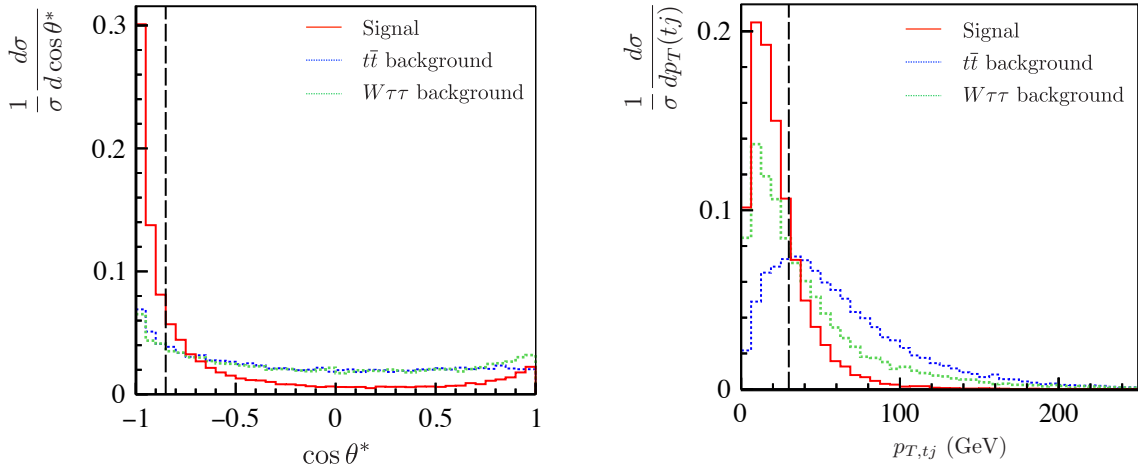 1/σ dσ/d cos θ*
0.3
0.2
0.1
0
Signal
tt̄ background
Wττ background
−1
−0.5
0
0.5
1
cos θ*
1/σ dσ/dp_T(tj)
0.2
0.1
0
Signal
tt̄ background
Wττ background
0
100
200
p_{T,tj} (GeV)